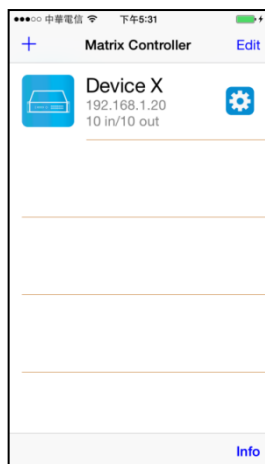 中華電信 下午5:31
+ Matrix Controller Edit
Device X
192.168.1.20
10 in/10 out
Info